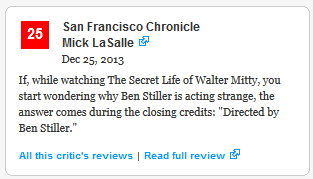 25
San Francisco Chronicle
Mick LaSalle
Dec 25, 2013
If, while watching The Secret Life of Walter Mitty, you
start wondering why Ben Stiller is acting strange, the
answer comes during the closing credits: "Directed by
Ben Stiller."
All this critic's reviews | Read full review